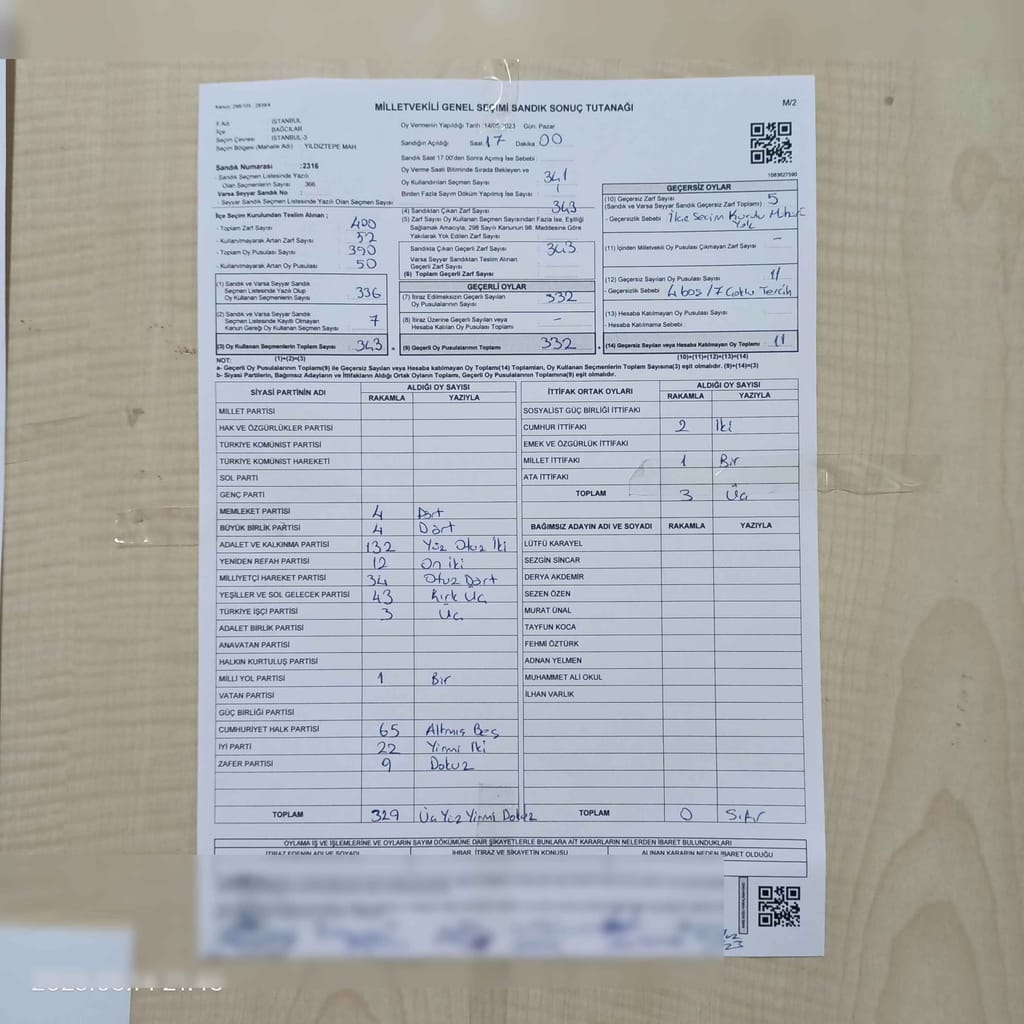 Kanun: 298/105 2839/4
MİLLETVEKİLİ GENEL SEÇİMİ SANDIK SONUÇ TUTANAĞI
M/2
İl Adı İSTANBUL
İlçe BAĞCILAR
Seçim Çevresi İSTANBUL-3
Seçim Bölgesi (Mahalle Adı) YILDIZTEPE MAH.
Sandık Numarası :2316
- Sandık Seçmen Listesinde Yazılı
Olan Seçmenlerin Sayısı 366
Varsa Seyyar Sandık No :
- Seyyar Sandık Seçmen Listesinde Yazılı Olan Seçmen Sayısı
İlçe Seçim Kurulundan Teslim Alınan ;
- Toplam Zarf Sayısı 400
- Kullanılmayarak Artan Zarf Sayısı 52
- Toplam Oy Pusulası Sayısı 390
- Kullanılmayarak Artan Oy Pusulası 50
(1) Sandık ve Varsa Seyyar Sandık
Seçmen Listesinde Yazılı Olup
Oy Kullanan Seçmenlerin Sayısı 336
(2) Sandık ve Varsa Seyyar Sandık
Seçmen Listesinde Kayıtlı Olmayan
Kanun Gereği Oy Kullanan Seçmen Sayısı 7
(3) Oy Kullanan Seçmenlerin Toplam Sayısı 343
Oy Vermenin Yapıldığı Tarih :14/05/2023 Gün: Pazar
Sandığın Açıldığı Saat 17 Dakika 00
Sandık Saat 17.00'den Sonra Açılmış İse Sebebi
Oy Verme Saati Bitiminde Sırada Bekleyen ve
Oy Kullandırılan Seçmen Sayısı 341
Birden Fazla Sayım Döküm Yapılmış İse Sayısı
(4) Sandıktan Çıkan Zarf Sayısı 343
(5) Zarf Sayısı Oy Kullanan Seçmen Sayısından Fazla İse, Eşitliği
Sağlamak Amacıyla, 298 Sayılı Kanunun 98. Maddesine Göre
Yakılarak Yok Edilen Zarf Sayısı
Sandıkta Çıkan Geçerli Zarf Sayısı 343
Varsa Seyyar Sandıktan Teslim Alınan
Geçerli Zarf Sayısı
(6) Toplam Geçerli Zarf Sayısı
GEÇERLİ OYLAR
(7) İtiraz Edilmeksizin Geçerli Sayılan
Oy Pusulalarının Sayısı 332
(8) İtiraz Üzerine Geçerli Sayılan veya
Hesaba Katılan Oy Pusulası Toplamı -
(9) Geçerli Oy Pusulalarının Toplamı 332
1083627590
GEÇERSİZ OYLAR
(10) Geçersiz Zarf Sayısı 5
(Sandık ve Varsa Seyyar Sandık Geçersiz Zarf Toplamı)
- Geçersizlik Sebebi İlçe Seçim Kurulu Mührü
Yok
(11) İçinden Milletvekili Oy Pusulası Çıkmayan Zarf Sayısı -
(12) Geçersiz Sayılan Oy Pusulası Sayısı 11
- Geçersizlik Sebebi 4 boş / 7 Çoklu Tercih
(13) Hesaba Katılmayan Oy Pusulası Sayısı
- Hesaba Katılmama Sebebi
(14) Geçersiz Sayılan veya Hesaba Katılmayan Oy Toplamı 11
NOT: (1)+(2)=(3) (10)+(11)+(12)+(13)=(14)
a- Geçerli Oy Pusulalarının Toplamı(9) ile Geçersiz Sayılan veya Hesaba Katılmayan Oy Toplamı(14) Toplamları, Oy Kullanan Seçmenlerin Toplam Sayısına(3) eşit olmalıdır. (9)+(14)=(3)
b- Siyasi Partilerin, Bağımsız Adayların ve İttifakların Aldığı Oyların Toplamı, Geçerli Oy Pusulalarının Toplamına(9) eşit olmalıdır.
SİYASİ PARTİNİN ADI ALDIĞI OY SAYISI
RAKAMLA YAZIYLA
MİLLET PARTİSİ
HAK VE ÖZGÜRLÜKLER PARTİSİ
TÜRKİYE KOMÜNİST PARTİSİ
TÜRKİYE KOMÜNİST HAREKETİ
SOL PARTİ
GENÇ PARTİ
MEMLEKET PARTİSİ 4 Dört
BÜYÜK BİRLİK PARTİSİ 4 Dört
ADALET VE KALKINMA PARTİSİ 132 Yüz Otuz İki
YENİDEN REFAH PARTİSİ 12 On iki
MİLLİYETÇİ HAREKET PARTİSİ 34 Otuz Dört
YEŞİLLER VE SOL GELECEK PARTİSİ 43 Kırk Üç
TÜRKİYE İŞÇİ PARTİSİ 3 Üç
ADALET BİRLİK PARTİSİ
ANAVATAN PARTİSİ
HALKIN KURTULUŞ PARTİSİ
MİLLİ YOL PARTİSİ 1 Bir
VATAN PARTİSİ
GÜÇ BİRLİĞİ PARTİSİ
CUMHURİYET HALK PARTİSİ 65 Altmış Beş
İYİ PARTİ 22 Yirmi İki
ZAFER PARTİSİ 9 Dokuz
TOPLAM 329 Üç Yüz Yirmi Dokuz
İTTİFAK ORTAK OYLARI ALDIĞI OY SAYISI
RAKAMLA YAZIYLA
SOSYALİST GÜÇ BİRLİĞİ İTTİFAKI
CUMHUR İTTİFAKI 2 İki
EMEK VE ÖZGÜRLÜK İTTİFAKI
MİLLET İTTİFAKI 1 Bir
ATA İTTİFAKI
TOPLAM 3 Üç
BAĞIMSIZ ADAYIN ADI VE SOYADI RAKAMLA YAZIYLA
LÜTFÜ KARAYEL
SEZGİN SİNCAR
DERYA AKDEMİR
SEZEN ÖZEN
MURAT ÜNAL
TAYFUN KOCA
FEHMİ ÖZTÜRK
ADNAN YELMEN
MUHAMMET ALİ OKUL
İLHAN VARLIK
TOPLAM 0 Sıfır
OYLAMA İŞ VE İŞLEMLERİNE VE OYLARIN SAYIM DÖKÜMÜNE DAİR ŞİKAYETLERLE BUNLARA AİT KARARLARIN NELERDEN İBARET BULUNDUKLARI
İTİRAZ EDENİN ADI VE SOYADI İHBAR, İTİRAZ VE ŞİKAYETİN KONUSU ALINAN KARARIN NEDEN İBARET OLDUĞU